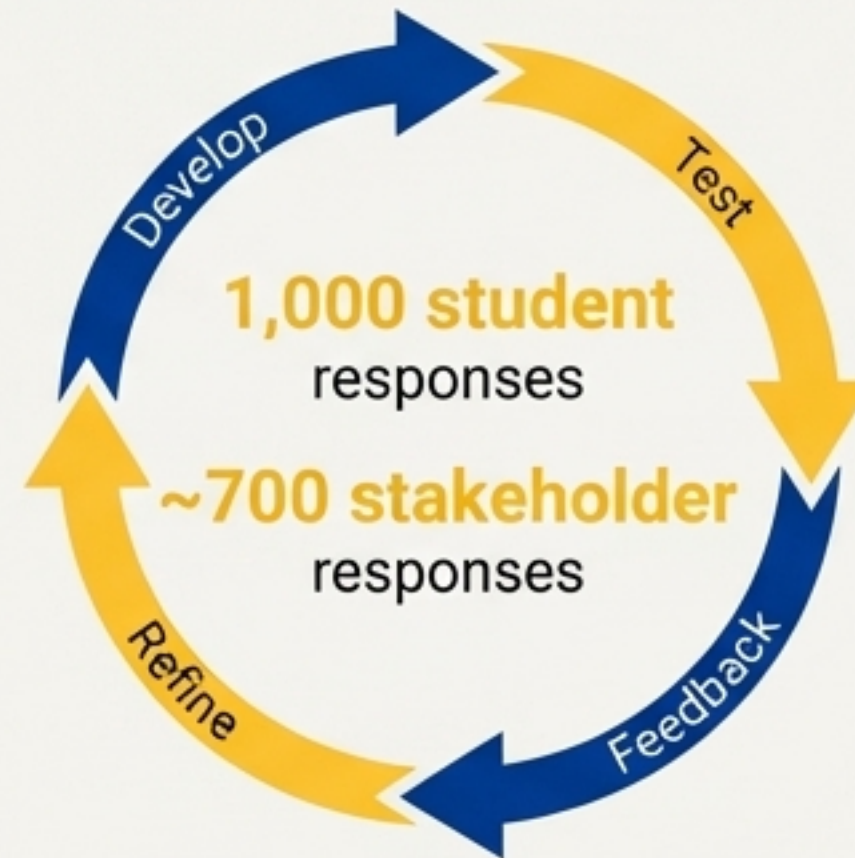 Develop
Test
1,000 student
responses
~700 stakeholder
responses
Refine
Feedback